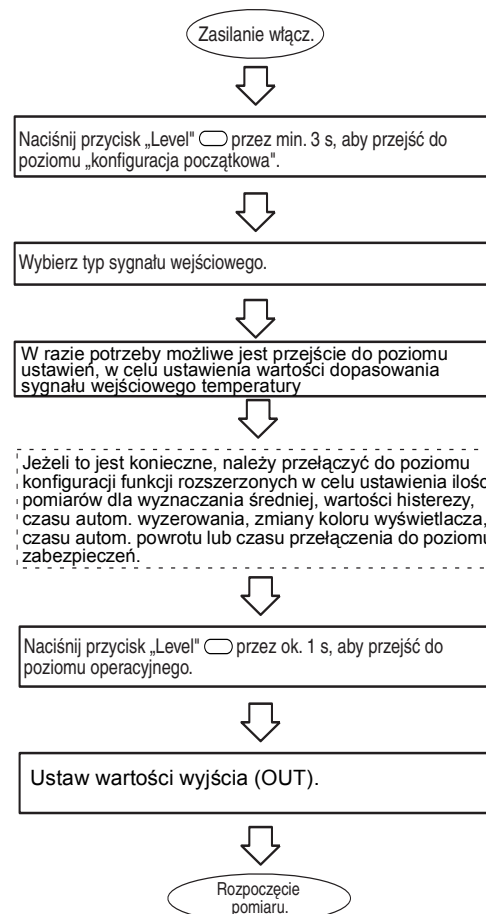 Zasilanie włącz.
Naciśnij przycisk „Level" przez min. 3 s, aby przejść do
poziomu „konfiguracja początkowa".
Wybierz typ sygnału wejściowego.
W razie potrzeby możliwe jest przejście do poziomu
ustawień, w celu ustawienia wartości dopasowania
sygnału wejściowego temperatury
Jeżeli to jest konieczne, należy przełączyć do poziomu
konfiguracji funkcji rozszerzonych w celu ustawienia ilośc
pomiarów dla wyznaczania średniej, wartości histerezy,
czasu autom. wyzerowania, zmiany koloru wyświetlacza,
czasu autom. powrotu lub czasu przełączenia do poziomu
zabezpieczeń.
Naciśnij przycisk „Level" przez ok. 1 s, aby przejść do
poziomu operacyjnego.
Ustaw wartości wyjścia (OUT).
Rozpoczęcie
pomiaru.